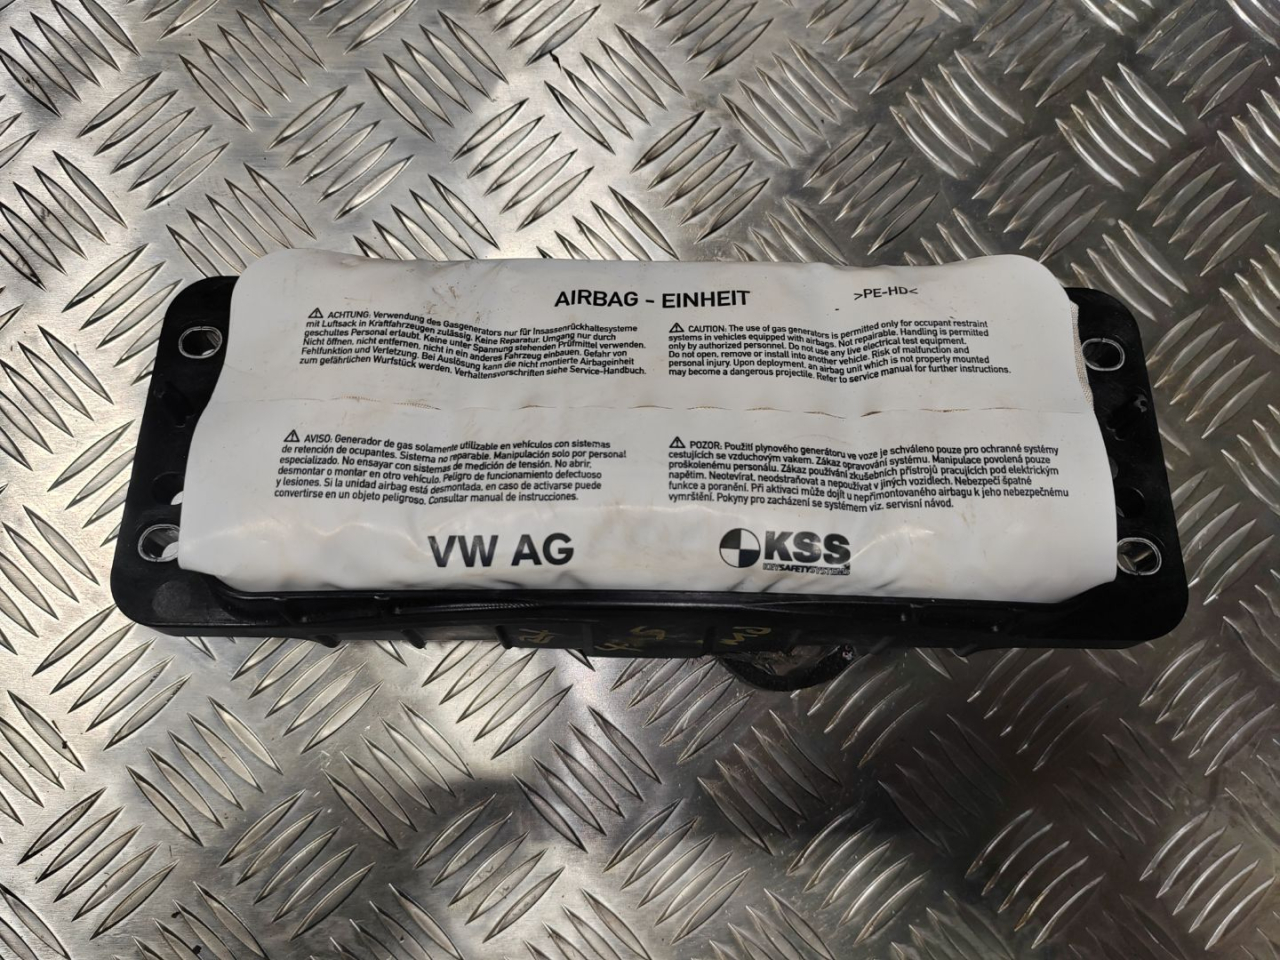 AIRBAG - EINHEIT
>PE-HD<
⚠ ACHTUNG: Verwendung des Gasgenerators nur für Insassenrückhaltesysteme
mit Luftsack in Kraftfahrzeugen zulässig. Keine Reparatur. Umgang nur durch
geschultes Personal erlaubt. Keine unter Spannung stehenden Prüfmittel verwenden.
Nicht öffnen, nicht entfernen, nicht in ein anderes Fahrzeug einbauen. Gefahr von
Fehlfunktion und Verletzung. Bei Auslösung kann die nicht montierte Airbageinheit
zum gefährlichen Wurfstück werden. Verhaltensvorschriften siehe Service-Handbuch.
⚠ CAUTION: The use of gas generators is permitted only for occupant restraint
systems in vehicles equipped with airbags. Not repairable. Handling is permitted
only by authorized personnel. Do not use any live electrical test equipment.
Do not open, remove or install into another vehicle. Risk of malfunction and
personal injury. Upon deployment, an airbag unit which is not properly mounted
may become a dangerous projectile. Refer to service manual for further instructions.
⚠ AVISO: Generador de gas solamente utilizable en vehículos con sistemas
de retención de ocupantes. Sistema no reparable. Manipulación solo por personal
especializado. No ensayar con sistemas de medición de tensión. No abrir,
desmontar o montar en otro vehículo. Peligro de funcionamiento defectuoso
y lesiones. Si la unidad airbag está desmontada, en caso de activarse puede
convertirse en un objeto peligroso. Consultar manual de instrucciones.
⚠ POZOR: Použití plynového generátoru ve voze je schváleno pouze pro ochranné systémy
cestujících se vzduchovým vakem. Zákaz opravování systému. Manipulace povolená pouze
proškolenému personálu. Zákaz používání zkušebních přístrojů pracujících pod elektrickým
napětím. Neotevírat, neodstraňovat a nepoužívat v jiných vozidlech. Nebezpečí špatné
funkce a poranění. Při aktivaci může dojít u nepřimontovaného airbagu k jeho nebezpečnému
vymrštění. Pokyny pro zacházení se systémem viz. servisní návod.
VW AG
KSS
KEYSAFETYSYSTEMS